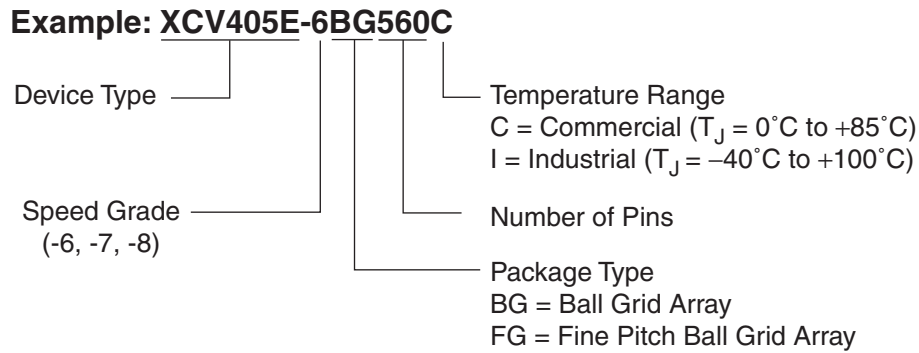 Example: XCV405E-6BG560C
Device Type
Temperature Range
C = Commercial (TJ = 0˚C to +85˚C)
I = Industrial (TJ = −40˚C to +100˚C)
Speed Grade
(-6, -7, -8)
Number of Pins
Package Type
BG = Ball Grid Array
FG = Fine Pitch Ball Grid Array